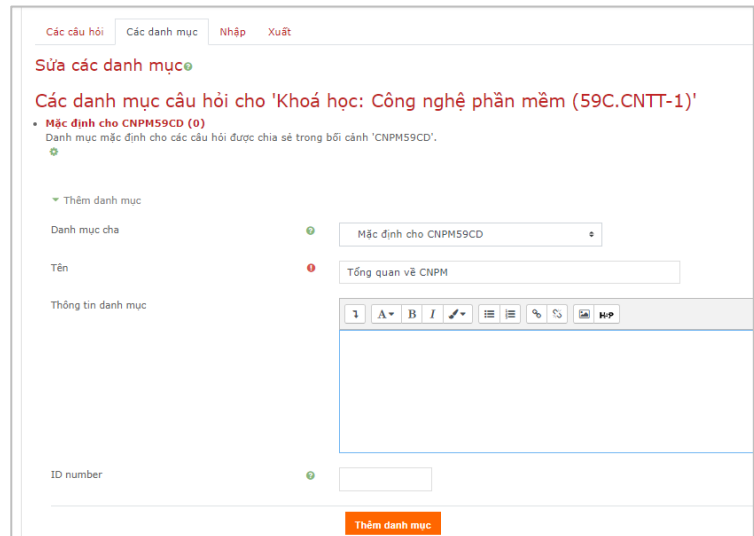 Các câu hỏi Các danh mục Nhập Xuất
Sửa các danh mục
Các danh mục câu hỏi cho 'Khoá học: Công nghệ phần mềm (59C.CNTT-1)'
Mặc định cho CNPM59CD (0)
Danh mục mặc định cho các câu hỏi được chia sẻ trong bối cảnh 'CNPM59CD'.
Thêm danh mục
Danh mục cha Mặc định cho CNPM59CD
Tên Tổng quan về CNPM
Thông tin danh mục
A B I H-P
ID number
Thêm danh mục